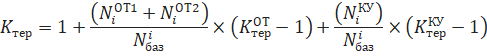 K_тер = 1 + (N_i^ОТ1 + N_i^ОТ2) / N_баз^i × (K_тер^ОТ − 1) + (N_i^КУ) / N_баз^i × (K_тер^КУ − 1)